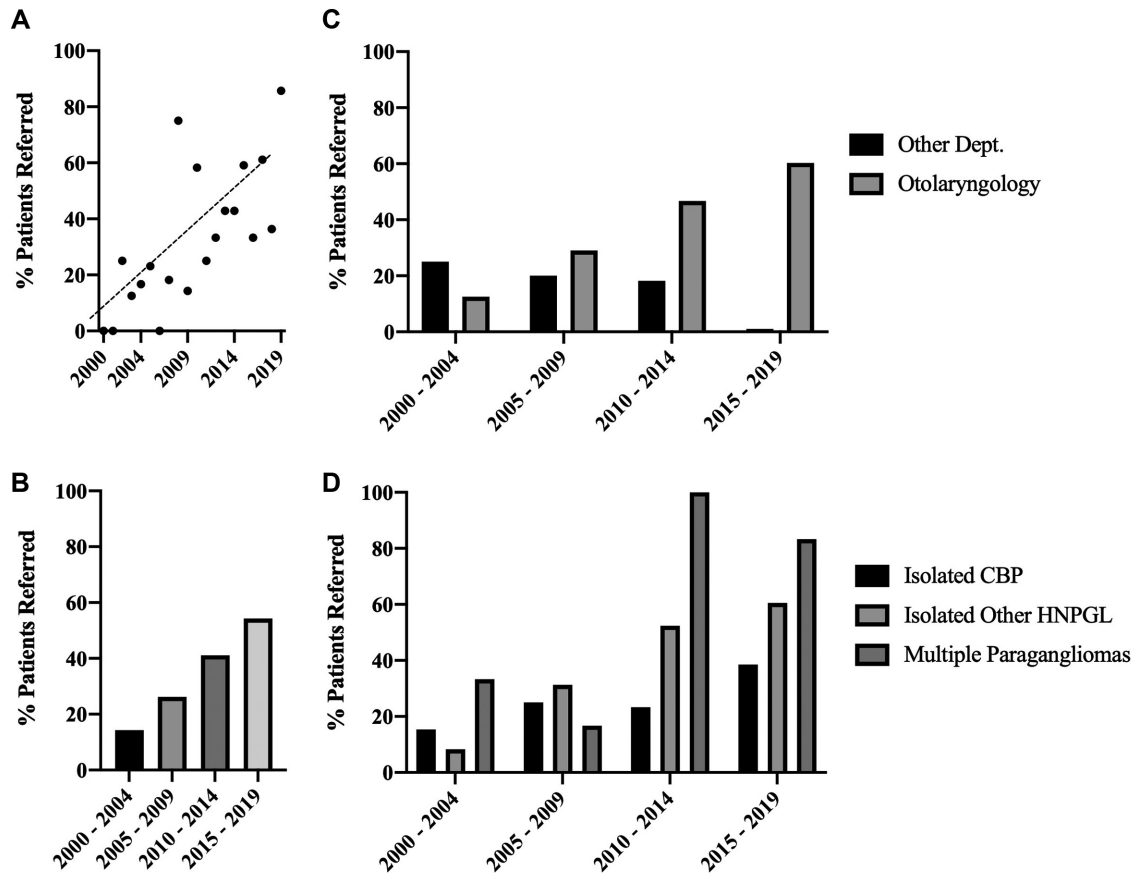 A
% Patients Referred
100
80
60
40
20
0
2000
2004
2009
2014
2019
C
% Patients Referred
100
80
60
40
20
0
2000 - 2004
2005 - 2009
2010 - 2014
2015 - 2019
Other Dept.
Otolaryngology
B
% Patients Referred
100
80
60
40
20
0
2000 - 2004
2005 - 2009
2010 - 2014
2015 - 2019
D
% Patients Referred
100
80
60
40
20
0
2000 - 2004
2005 - 2009
2010 - 2014
2015 - 2019
Isolated CBP
Isolated Other HNPGL
Multiple Paragangliomas